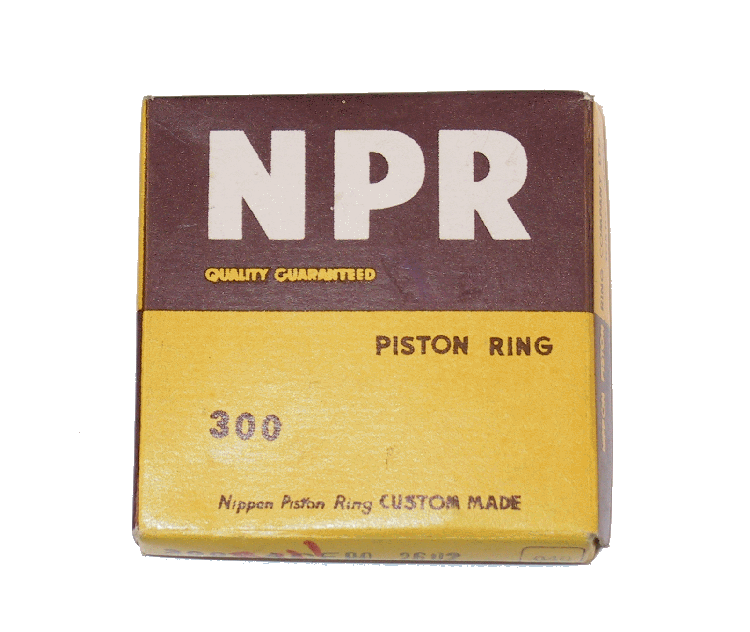 NPR
QUALITY GUARANTEED
PISTON RING
300
Nippon Piston Ring CUSTOM MADE